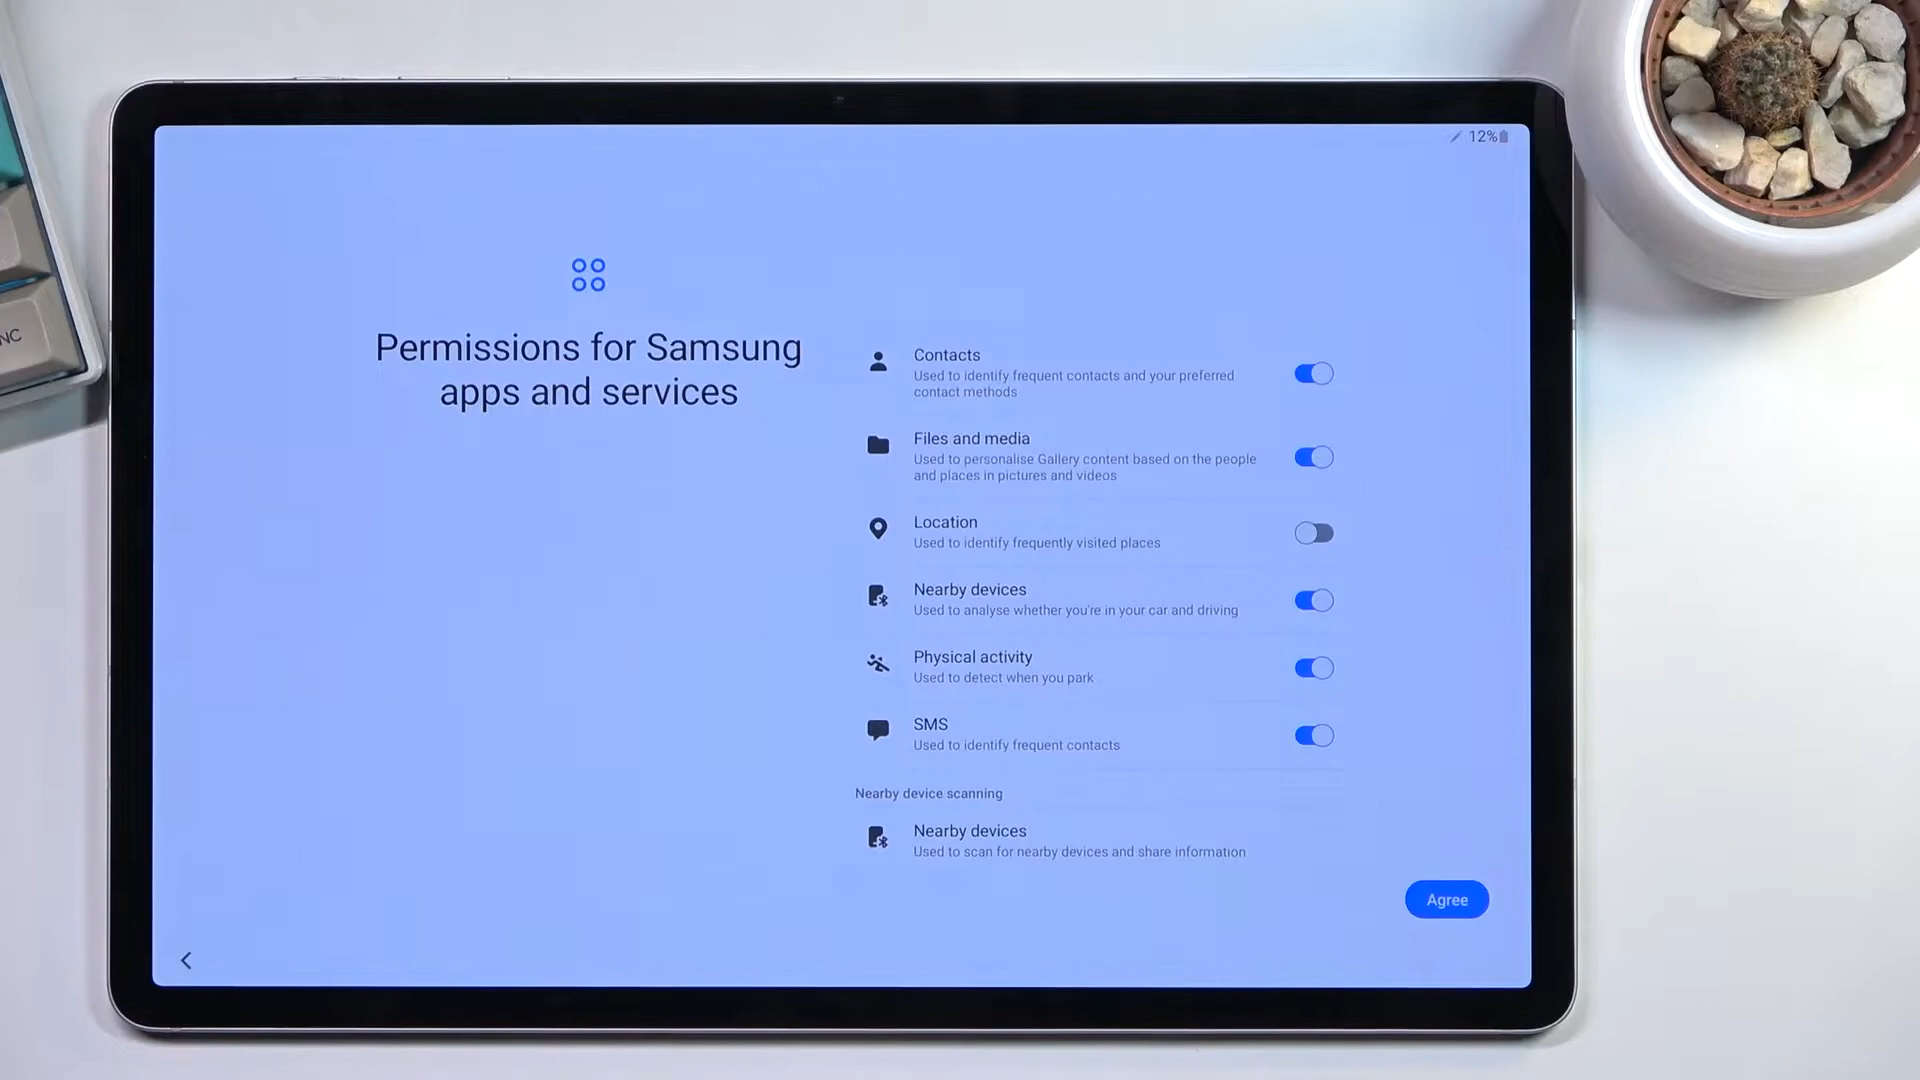 12%
Permissions for Samsung
apps and services
Contacts
Used to identify frequent contacts and your preferred
contact methods
Files and media
Used to personalise Gallery content based on the people
and places in pictures and videos
Location
Used to identify frequently visited places
Nearby devices
Used to analyse whether you're in your car and driving
Physical activity
Used to detect when you park
SMS
Used to identify frequent contacts
Nearby device scanning
Nearby devices
Used to scan for nearby devices and share information
Agree
NC